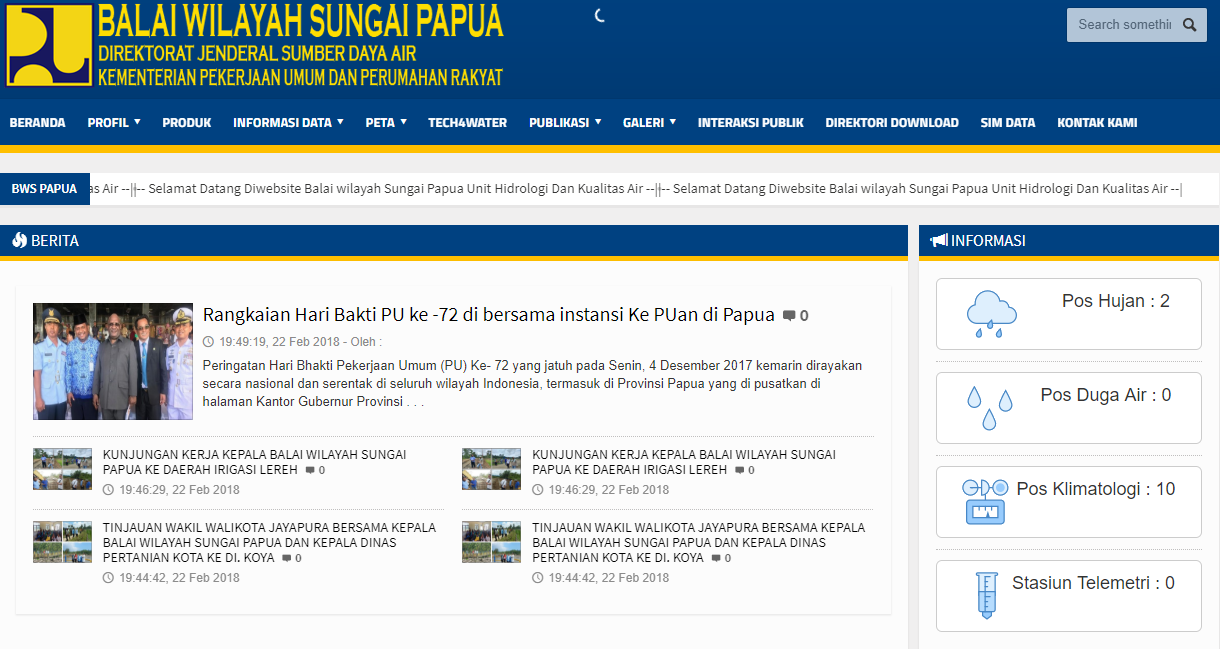 BALAI WILAYAH SUNGAI PAPUA
DIREKTORAT JENDERAL SUMBER DAYA AIR
KEMENTERIAN PEKERJAAN UMUM DAN PERUMAHAN RAKYAT
Search somethin
BERANDA PROFIL PRODUK INFORMASI DATA PETA TECH4WATER PUBLIKASI GALERI INTERAKSI PUBLIK DIREKTORI DOWNLOAD SIM DATA KONTAK KAMI
BWS PAPUA as Air --||-- Selamat Datang Diwebsite Balai wilayah Sungai Papua Unit Hidrologi Dan Kualitas Air --||-- Selamat Datang Diwebsite Balai wilayah Sungai Papua Unit Hidrologi Dan Kualitas Air --|
BERITA
Rangkaian Hari Bakti PU ke -72 di bersama instansi Ke PUan di Papua 0
19:49:19, 22 Feb 2018 - Oleh :
Peringatan Hari Bhakti Pekerjaan Umum (PU) Ke- 72 yang jatuh pada Senin, 4 Desember 2017 kemarin dirayakan
secara nasional dan serentak di seluruh wilayah Indonesia, termasuk di Provinsi Papua yang di pusatkan di
halaman Kantor Gubernur Provinsi . . .
KUNJUNGAN KERJA KEPALA BALAI WILAYAH SUNGAI
PAPUA KE DAERAH IRIGASI LEREH 0
19:46:29, 22 Feb 2018
KUNJUNGAN KERJA KEPALA BALAI WILAYAH SUNGAI
PAPUA KE DAERAH IRIGASI LEREH 0
19:46:29, 22 Feb 2018
TINJAUAN WAKIL WALIKOTA JAYAPURA BERSAMA KEPALA
BALAI WILAYAH SUNGAI PAPUA DAN KEPALA DINAS
PERTANIAN KOTA KE DI. KOYA 0
19:44:42, 22 Feb 2018
TINJAUAN WAKIL WALIKOTA JAYAPURA BERSAMA KEPALA
BALAI WILAYAH SUNGAI PAPUA DAN KEPALA DINAS
PERTANIAN KOTA KE DI. KOYA 0
19:44:42, 22 Feb 2018
INFORMASI
Pos Hujan : 2
Pos Duga Air : 0
Pos Klimatologi : 10
Stasiun Telemetri : 0